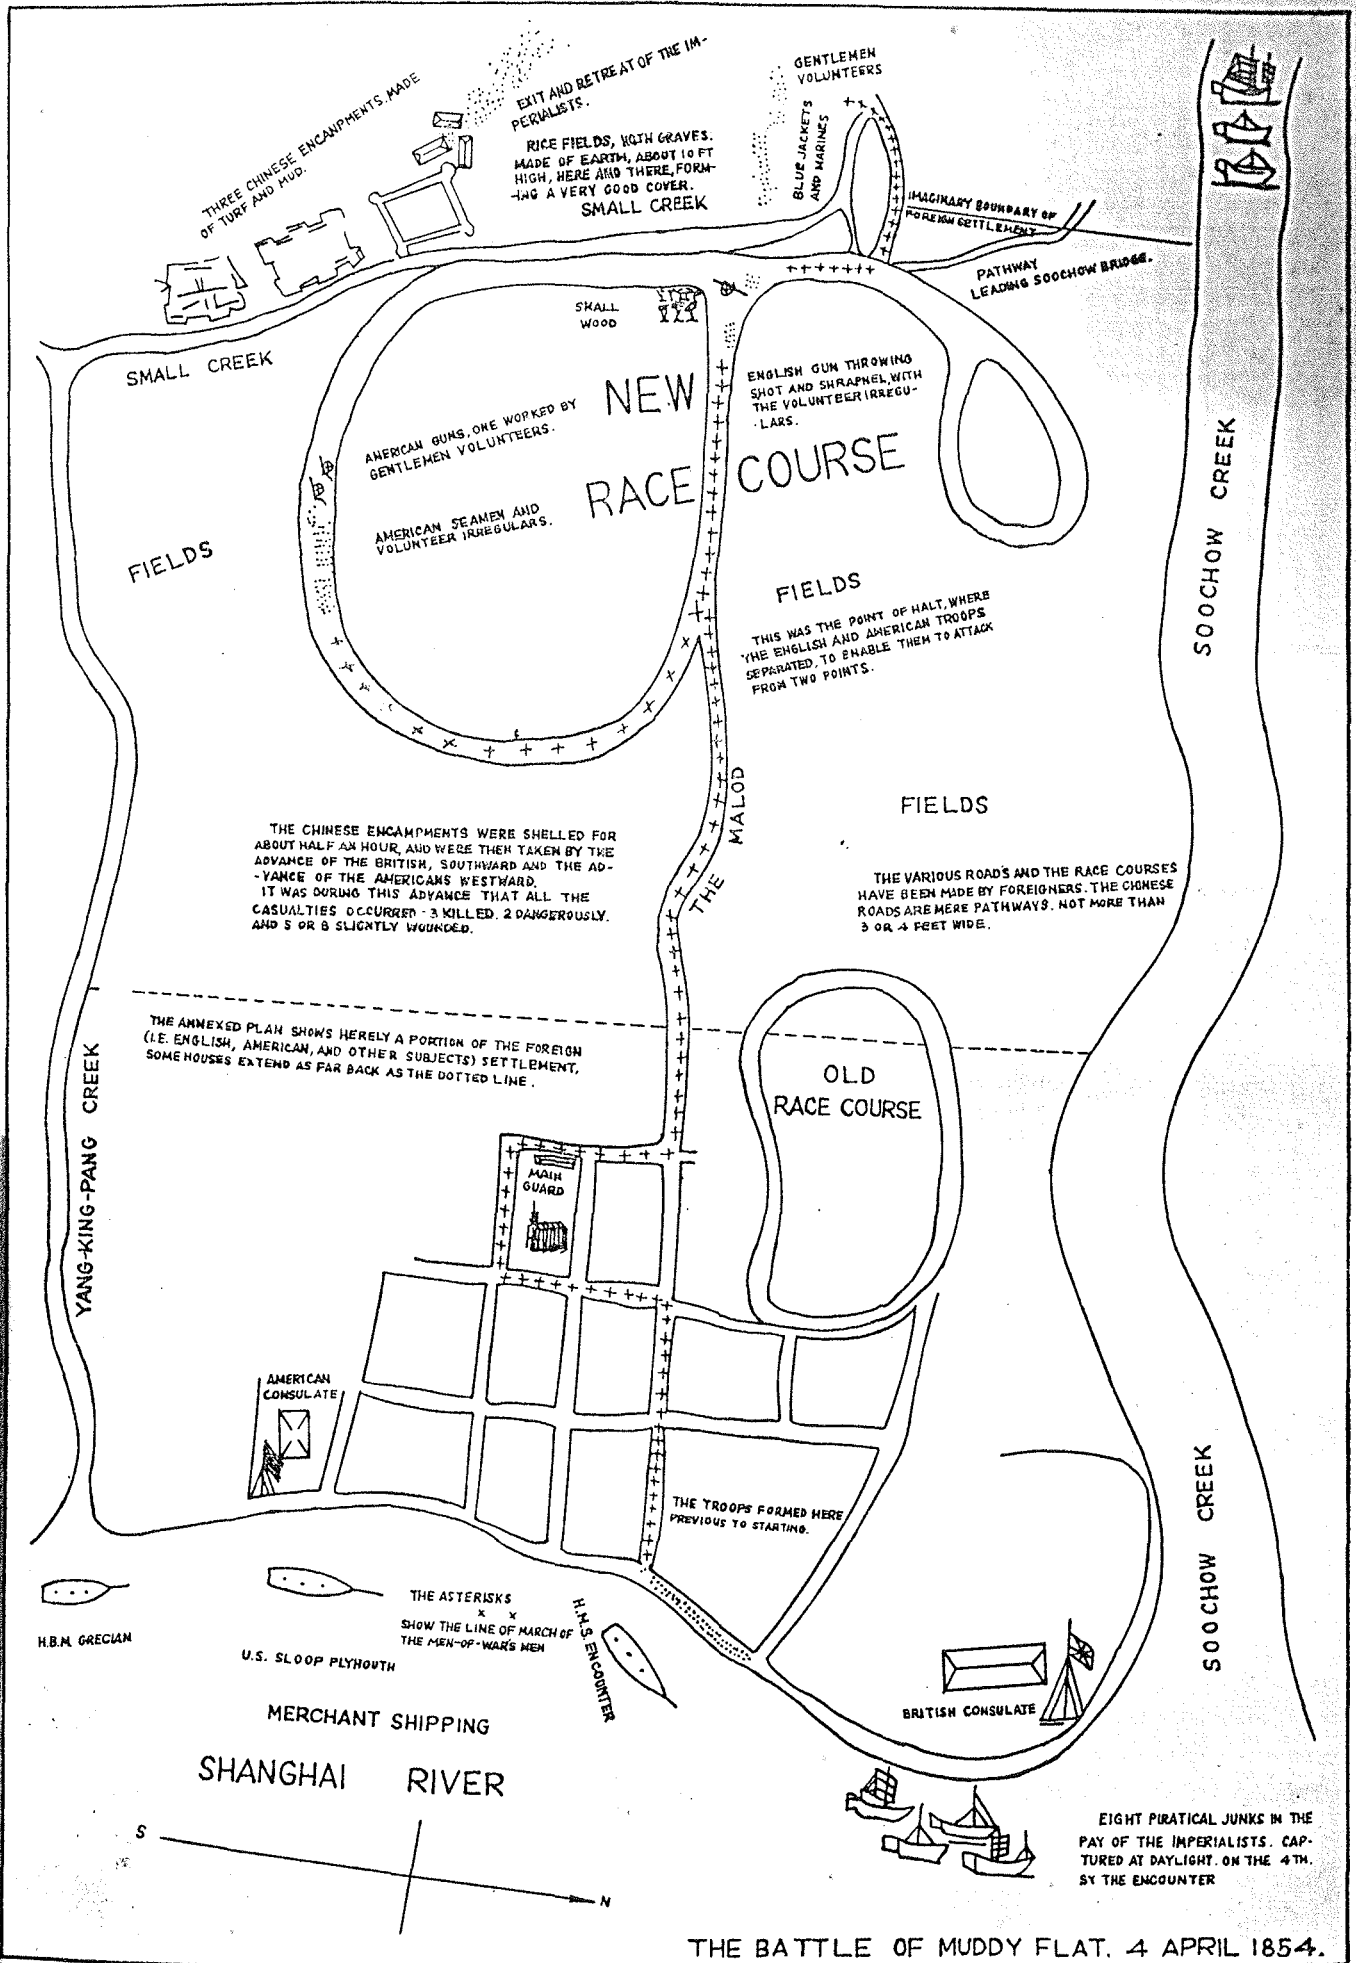 THREE CHINESE ENCANPMENTS, MADE
OF TURF AND MUD.
EXIT AND RETREAT OF THE IM-
PERIALISTS.
RICE FIELDS, WITH GRAVES.
MADE OF EARTH, ABOUT 10 FT
HIGH, HERE AND THERE, FORM-
-ING A VERY GOOD COVER.
SMALL CREEK
GENTLEMEN
VOLUNTEERS
BLUE JACKETS
AND MARINES
IMAGINARY BOUNDARY OF
FOREIGN SETTLEMENT
PATHWAY
LEADING SOOCHOW BRIDGE.
SMALL CREEK
SMALL
WOOD
NEW
RACE COURSE
ENGLISH GUN THROWING
SHOT AND SHRAPNEL, WITH
THE VOLUNTEER IRREGU-
-LARS.
AMERICAN GUNS, ONE WORKED BY
GENTLEMEN VOLUNTEERS.
AMERICAN SEAMEN AND
VOLUNTEER IRREGULARS.
FIELDS
SOOCHOW CREEK
FIELDS
THIS WAS THE POINT OF HALT, WHERE
THE ENGLISH AND AMERICAN TROOPS
SEPARATED, TO ENABLE THEM TO ATTACK
FROM TWO POINTS.
FIELDS
THE MALOD
THE CHINESE ENCAMPMENTS WERE SHELLED FOR
ABOUT HALF AN HOUR, AND WERE THEN TAKEN BY THE
ADVANCE OF THE BRITISH, SOUTHWARD AND THE AD-
-VANCE OF THE AMERICANS WESTWARD.
IT WAS DURING THIS ADVANCE THAT ALL THE
CASUALTIES OCCURRED - 3 KILLED. 2 DANGEROUSLY.
AND 5 OR 8 SLIGHTLY WOUNDED.
THE VARIOUS ROAD'S AND THE RACE COURSES
HAVE BEEN MADE BY FOREIGNERS. THE CHINESE
ROADS ARE MERE PATHWAYS. NOT MORE THAN
3 OR 4 FEET WIDE.
THE ANNEXED PLAN SHOWS HERELY A PORTION OF THE FOREIGN
(I.E. ENGLISH, AMERICAN, AND OTHER SUBJECTS) SETTLEMENT,
SOME HOUSES EXTEND AS FAR BACK AS THE DOTTED LINE.
YANG-KING-PANG CREEK
OLD
RACE COURSE
MAIN
GUARD
AMERICAN
CONSULATE
THE TROOPS FORMED HERE
PREVIOUS TO STARTING.
SOOCHOW CREEK
H.B.M. GRECIAN
U.S. SLOOP PLYHOUTH
THE ASTERISKS
x x
SHOW THE LINE OF MARCH OF
THE MEN-OF-WAR'S MEN
H.M.S. ENCOUNTER
BRITISH CONSULATE
MERCHANT SHIPPING
SHANGHAI RIVER
S
N
EIGHT PIRATICAL JUNKS IN THE
PAY OF THE IMPERIALISTS. CAP-
TURED AT DAYLIGHT. ON THE 4TH.
BY THE ENCOUNTER
THE BATTLE OF MUDDY FLAT. 4 APRIL 1854.